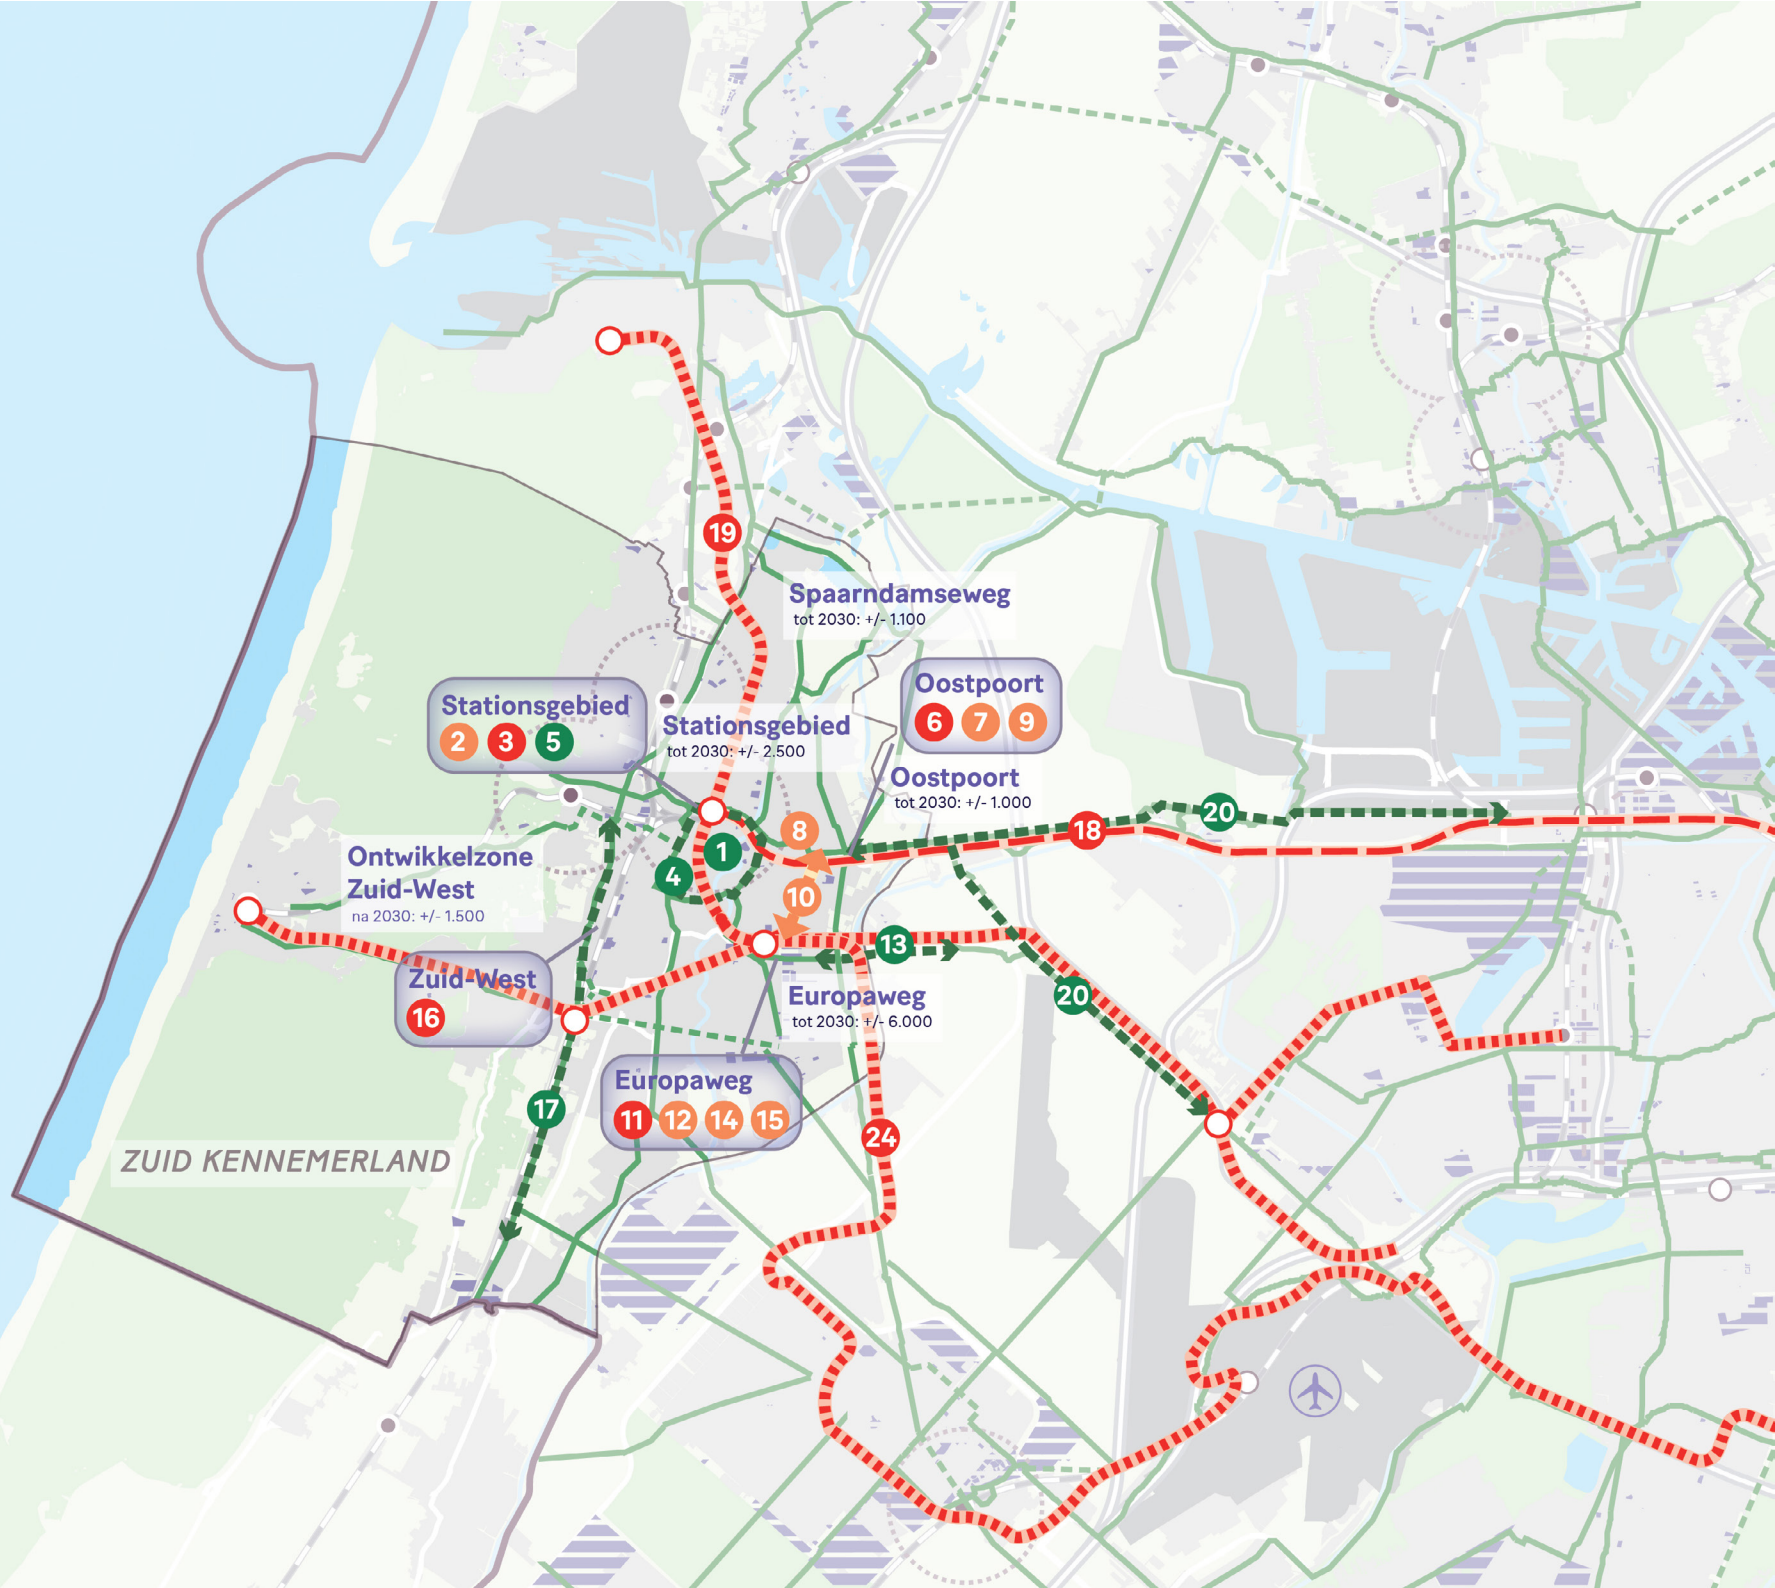 19
Spaarndamseweg
tot 2030: +/- 1.100
Stationsgebied
2 3 5
Oostpoort
6 7 9
Stationsgebied
tot 2030: +/- 2.500
Oostpoort
tot 2030: +/- 1.000
20
18
8
1
4
10
Ontwikkelzone
Zuid-West
na 2030: +/- 1.500
13
Zuid-West
16
Europaweg
tot 2030: +/- 6.000
20
Europaweg
11 12 14 15
17
24
ZUID KENNEMERLAND